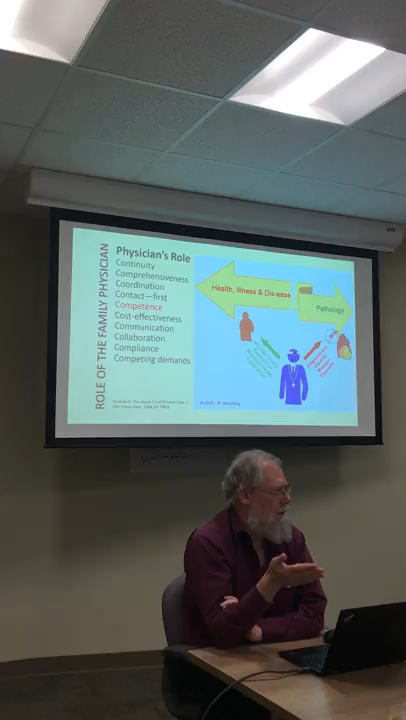 ROLE OF THE FAMILY PHYSICIAN
Physician's Role
Continuity
Comprehensiveness
Coordination
Contact—first
Competence
Cost-effectiveness
Communication
Collaboration
Compliance
Competing demands
Health, Illness & Dis-ease
Pathology